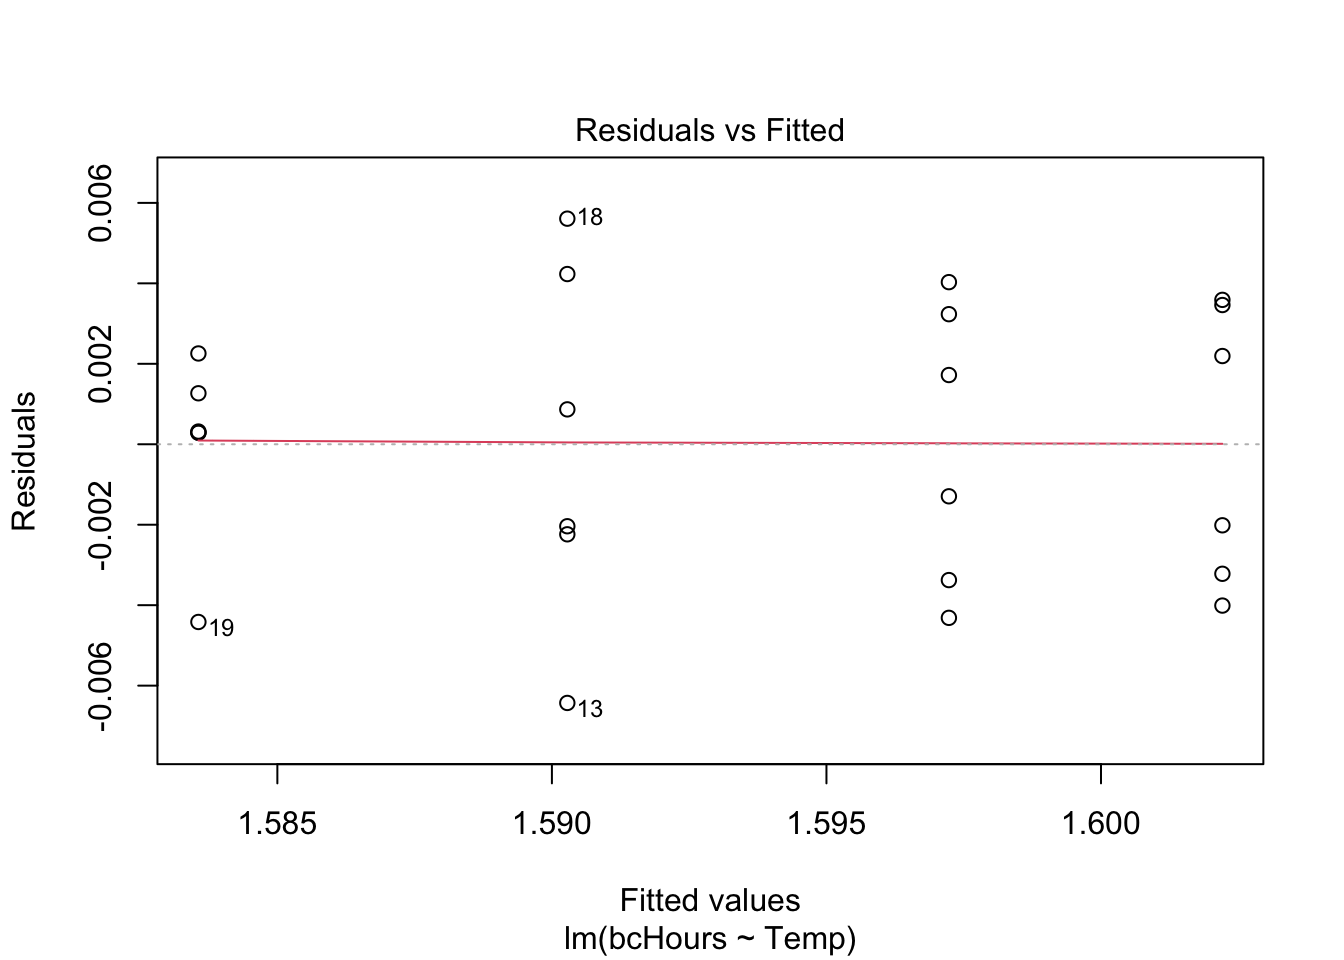 Residuals vs Fitted
0.006
0.002
-0.002
-0.006
Residuals
18
19
13
1.585 1.590 1.595 1.600
Fitted values
lm(bcHours ~ Temp)